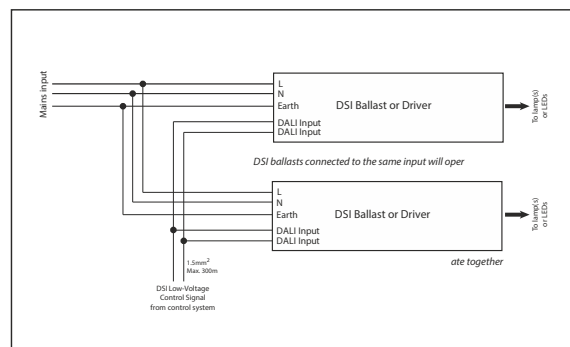 Mains input
L
N
Earth
DALI Input
DALI Input
DSI Ballast or Driver
To lamp(s)
or LEDs
DSI ballasts connected to the same input will oper
L
N
Earth
DALI Input
DALI Input
DSI Ballast or Driver
To lamp(s)
or LEDs
ate together
1.5mm²
Max. 300m
DSI Low-Voltage
Control Signal
from control system